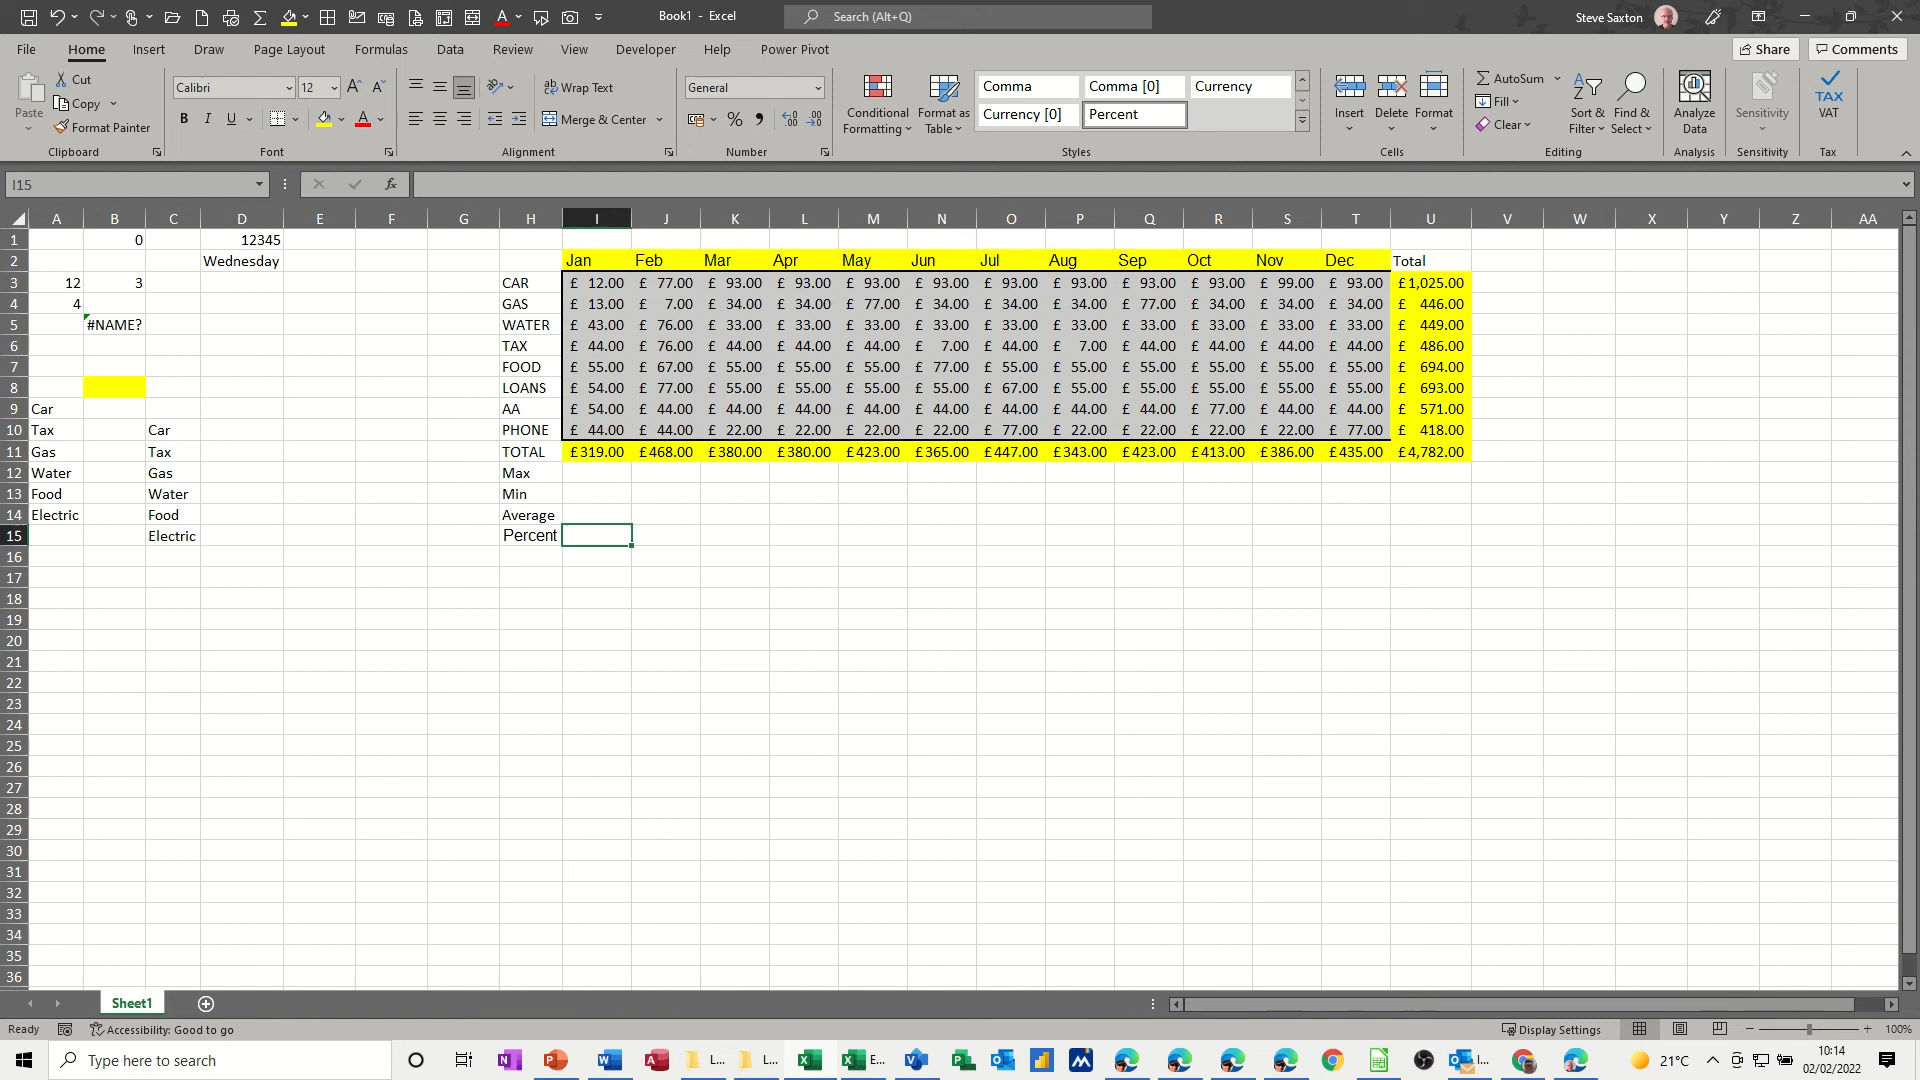 Book1 - Excel
Search (Alt+Q)
Steve Saxton
File Home Insert Draw Page Layout Formulas Data Review View Developer Help Power Pivot
Share Comments
Paste
Cut
Copy
Format Painter
Clipboard
Calibri 12
B I U
Font
Wrap Text
Merge & Center
Alignment
General
Number
Conditional Formatting
Format as Table
Comma Comma [0] Currency
Currency [0] Percent
Styles
Insert Delete Format
Cells
AutoSum
Fill
Clear
Sort & Filter
Find & Select
Editing
Analyze Data
Analysis
Sensitivity
Sensitivity
TAX
VAT
Tax
I15
fx
A B C D E F G H I J K L M N O P Q R S T U V W X Y Z AA
1 0 12345
2 Wednesday Jan Feb Mar Apr May Jun Jul Aug Sep Oct Nov Dec Total
3 12 3 CAR £ 12.00 £ 77.00 £ 93.00 £ 93.00 £ 93.00 £ 93.00 £ 93.00 £ 93.00 £ 93.00 £ 93.00 £ 99.00 £ 93.00 £ 1,025.00
4 4 GAS £ 13.00 £ 7.00 £ 34.00 £ 34.00 £ 77.00 £ 34.00 £ 34.00 £ 34.00 £ 77.00 £ 34.00 £ 34.00 £ 34.00 £ 446.00
5 #NAME? WATER £ 43.00 £ 76.00 £ 33.00 £ 33.00 £ 33.00 £ 33.00 £ 33.00 £ 33.00 £ 33.00 £ 33.00 £ 33.00 £ 33.00 £ 449.00
6 TAX £ 44.00 £ 76.00 £ 44.00 £ 44.00 £ 44.00 £ 7.00 £ 44.00 £ 7.00 £ 44.00 £ 44.00 £ 44.00 £ 44.00 £ 486.00
7 FOOD £ 55.00 £ 67.00 £ 55.00 £ 55.00 £ 55.00 £ 77.00 £ 55.00 £ 55.00 £ 55.00 £ 55.00 £ 55.00 £ 55.00 £ 694.00
8 LOANS £ 54.00 £ 77.00 £ 55.00 £ 55.00 £ 55.00 £ 55.00 £ 67.00 £ 55.00 £ 55.00 £ 55.00 £ 55.00 £ 55.00 £ 693.00
9 Car AA £ 54.00 £ 44.00 £ 44.00 £ 44.00 £ 44.00 £ 44.00 £ 44.00 £ 44.00 £ 44.00 £ 77.00 £ 44.00 £ 44.00 £ 571.00
10 Tax Car PHONE £ 44.00 £ 44.00 £ 22.00 £ 22.00 £ 22.00 £ 22.00 £ 77.00 £ 22.00 £ 22.00 £ 22.00 £ 22.00 £ 77.00 £ 418.00
11 Gas Tax TOTAL £319.00 £468.00 £380.00 £380.00 £423.00 £365.00 £447.00 £343.00 £423.00 £413.00 £386.00 £435.00 £4,782.00
12 Water Gas Max
13 Food Water Min
14 Electric Food Average
15 Electric Percent
16
17
18
19
20
21
22
23
24
25
26
27
28
29
30
31
32
33
34
35
36
Sheet1
Ready Accessibility: Good to go Display Settings 100%
Type here to search
L... L... E... I...
21°C
10:14
02/02/2022